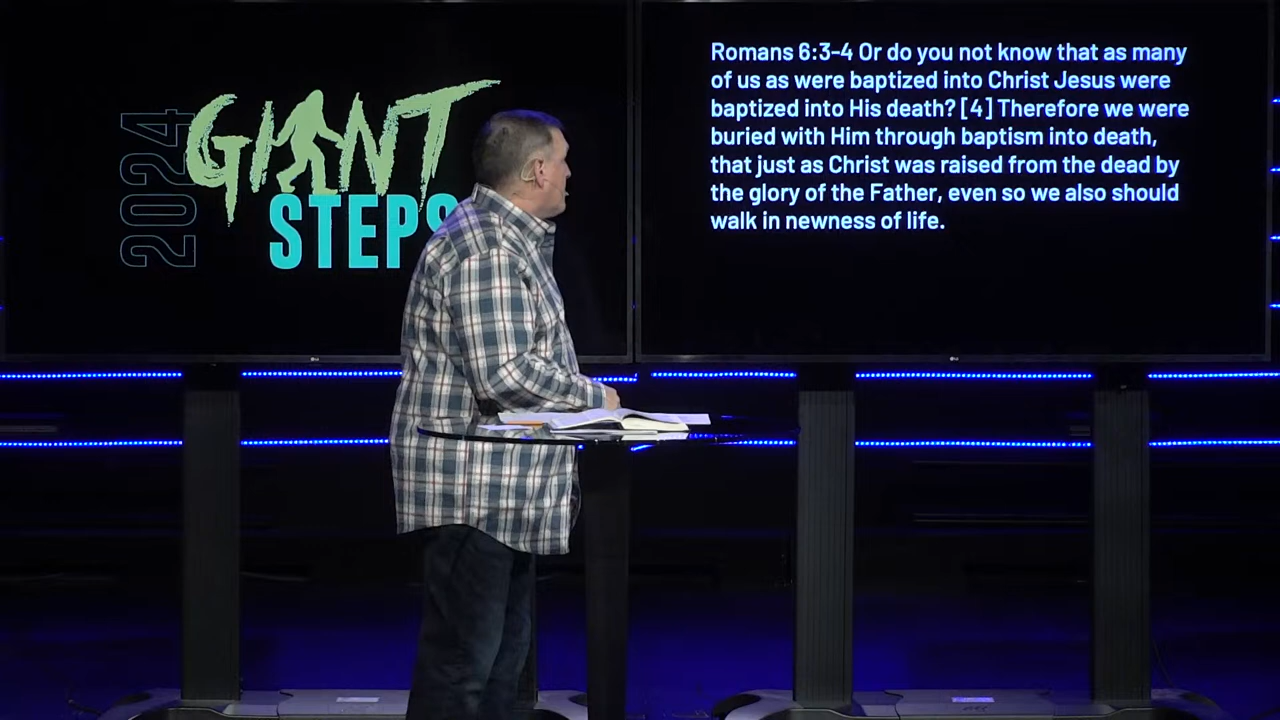 2024
GIANT
STEPS
Romans 6:3-4 Or do you not know that as many
of us as were baptized into Christ Jesus were
baptized into His death? [4] Therefore we were
buried with Him through baptism into death,
that just as Christ was raised from the dead by
the glory of the Father, even so we also should
walk in newness of life.
LG
LG